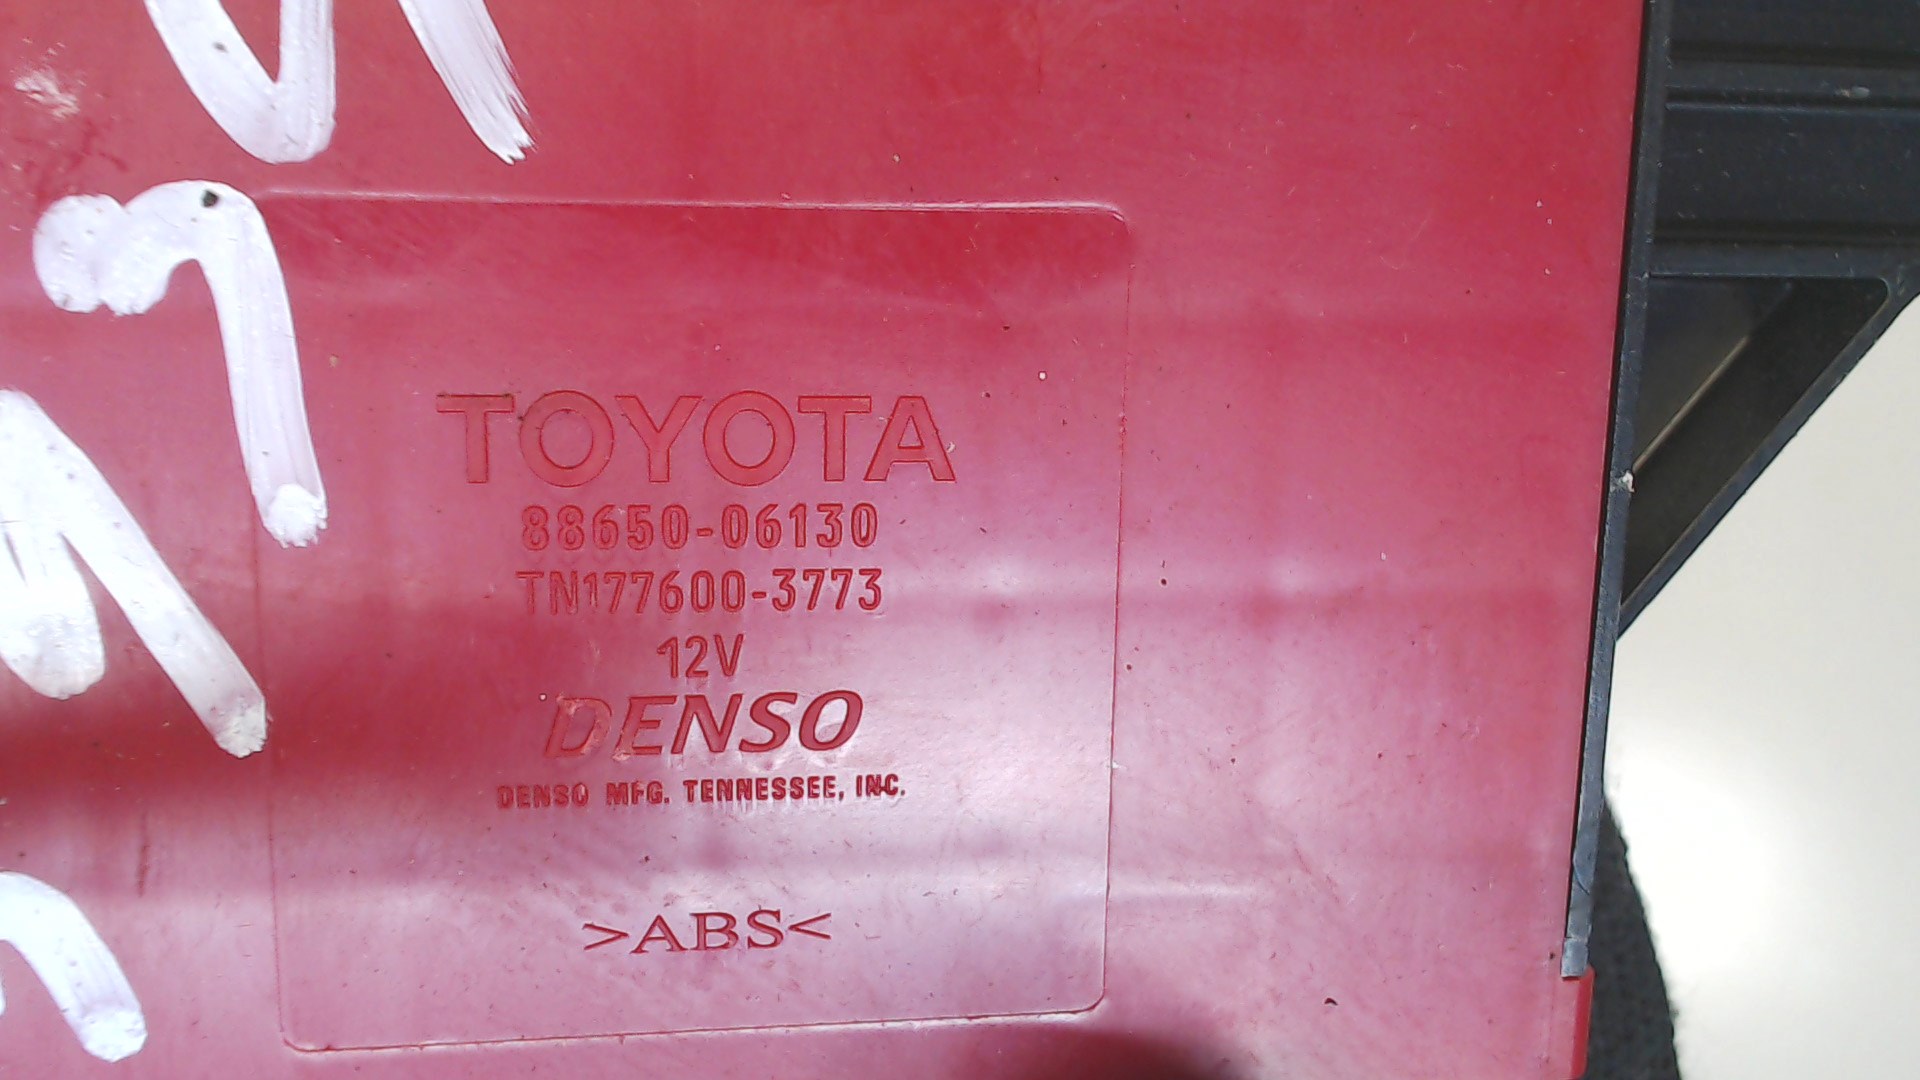 TOYOTA
88650-06130
TN177600-3773
12V
DENSO
DENSO MFG. TENNESSEE, INC.
>ABS<